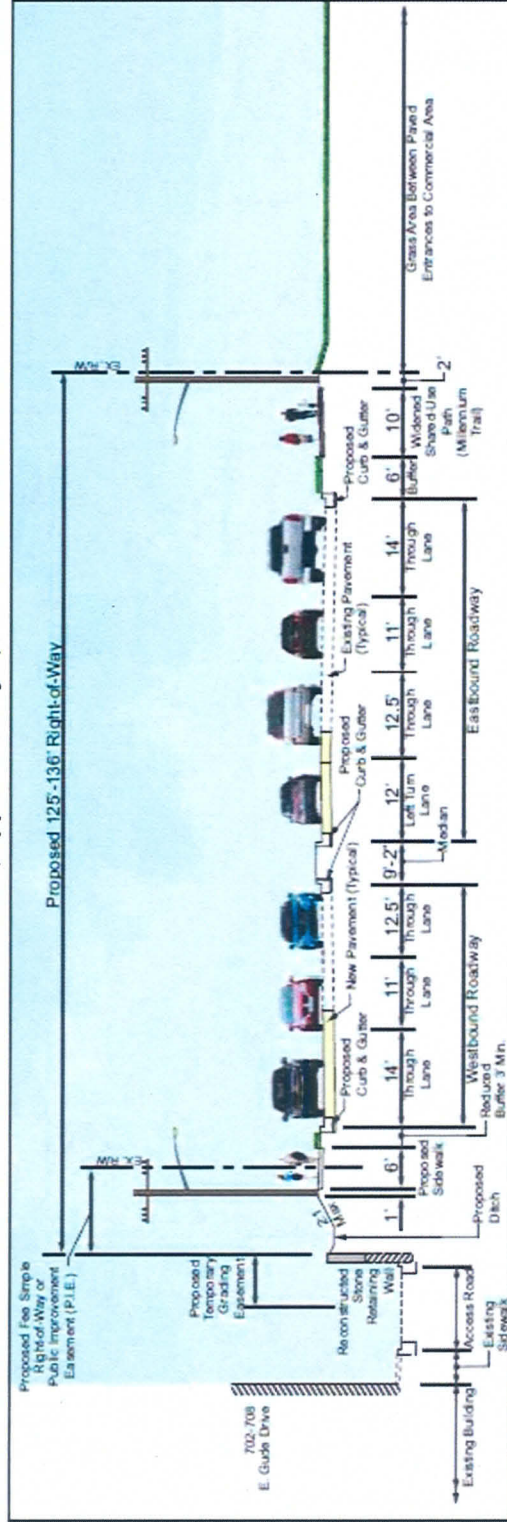 Proposed 125'-136' Right-of-Way
Proposed Fee Simple
Right-of-Way or
Public Improvement
Easement (P.I.E.)
EX. R/W
EX. R/W
702-708
E. Gude Drive
Proposed
Temporary
Grading
Easement
Reconstructed
Stone
Retaining
Wall
2:1
Max
Proposed
Curb & Gutter
New Pavement (Typical)
Proposed
Curb & Gutter
Existing Pavement
(Typical)
Proposed
Curb & Gutter
Existing Building
Existing
Sidewalk
Access Road
Proposed
Ditch
1'
6'
Proposed
Sidewalk
Reduced
Buffer 3' Min.
14'
Through
Lane
11'
Through
Lane
12.5'
Through
Lane
Westbound Roadway
9'-2"
Median
12'
Left Turn
Lane
12.5'
Through
Lane
11'
Through
Lane
14'
Through
Lane
Eastbound Roadway
6'
Buffer
10'
Widened
Shared-Use
Path
(Millennium
Trail)
2'
Grass Area Between Paved
Entrances to Commercial Area